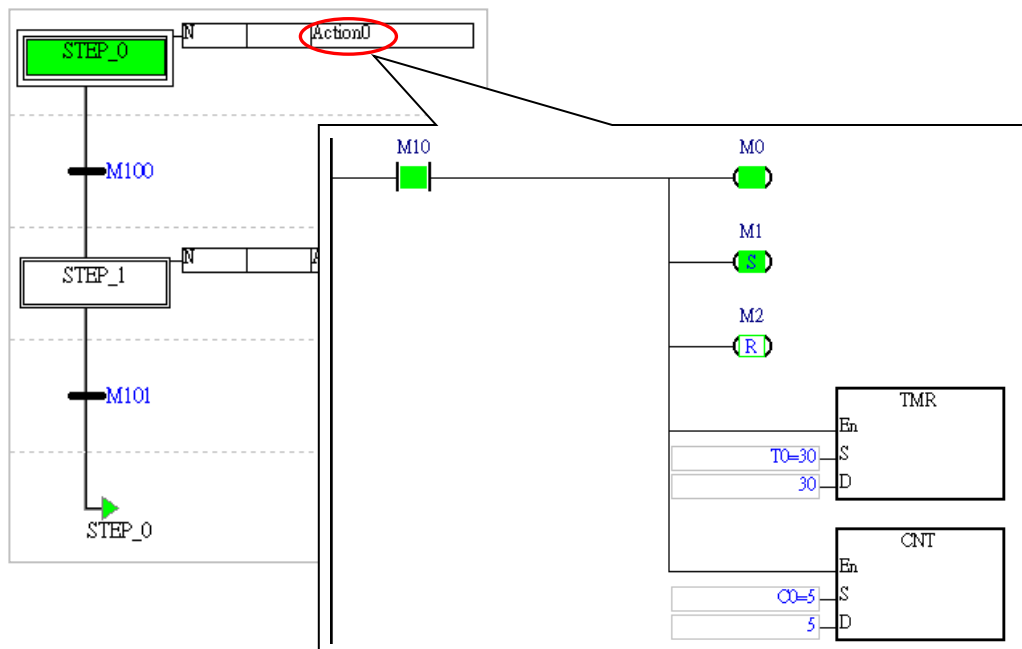 N Action0
STEP_0
M100
N
STEP_1
M101
STEP_0
M10 M0
M1
S
M2
R
TMR
En
T0=30 S
30 D
CNT
En
C0=5 S
5 D